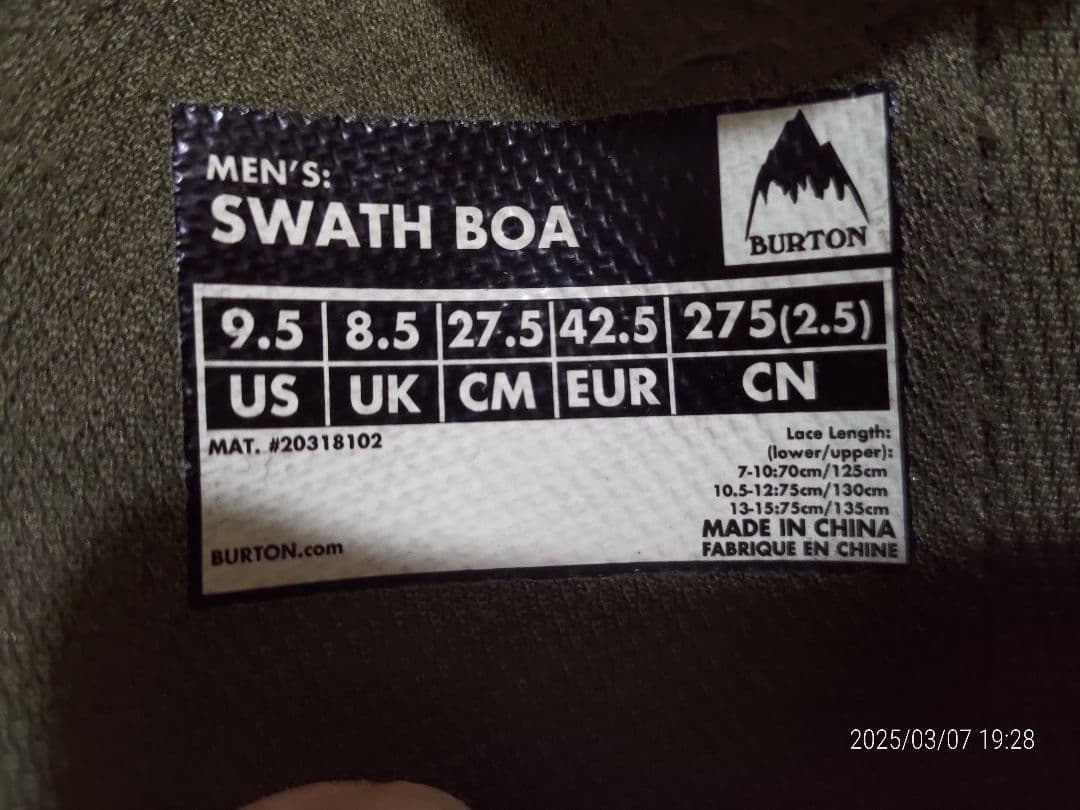 MEN'S:
SWATH BOA
BURTON
9.5 8.5 27.5 42.5 275(2.5)
US UK CM EUR CN
MAT. #20318102
Lace Length:
(lower/upper):
7-10:70cm/125cm
10.5-12:75cm/130cm
13-15:75cm/135cm
MADE IN CHINA
FABRIQUE EN CHINE
BURTON.com
2025/03/07 19:28